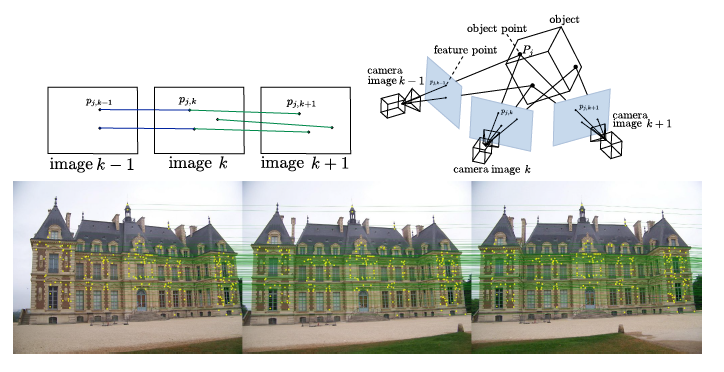 p_{j,k-1}
p_{j,k}
p_{j,k+1}
image k − 1
image k
image k + 1
object
object point
feature point
P_j
camera
image k − 1
p_{j,k-1}
p_{j,k}
p_{j,k+1}
camera
image k + 1
camera image k